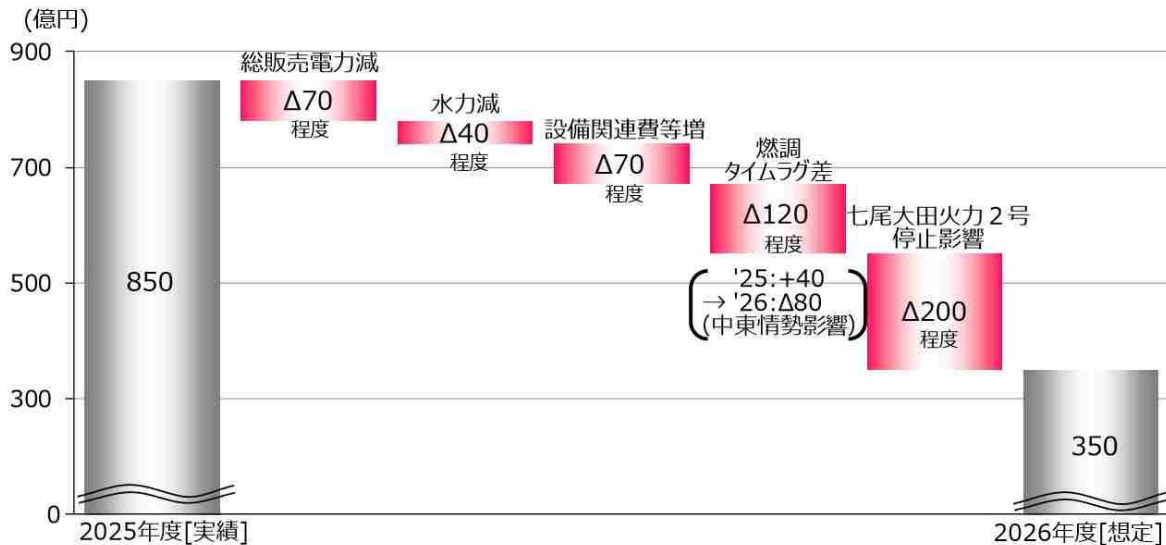 (億円)
900
700
500
300
0
850
2025年度[実績]
総販売電力減
Δ70
程度
水力減
Δ40
程度
設備関連費等増
Δ70
程度
燃調
タイムラグ差
Δ120
程度
'25:+40
→ '26:Δ80
(中東情勢影響)
七尾大田火力２号
停止影響
Δ200
程度
350
2026年度[想定]